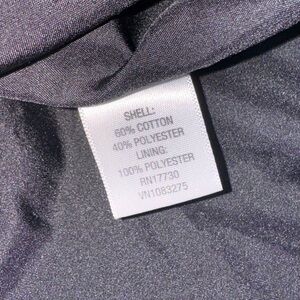 SHELL:
60% COTTON
40% POLYESTER
LINING:
100% POLYESTER
RN17730
VN1083275